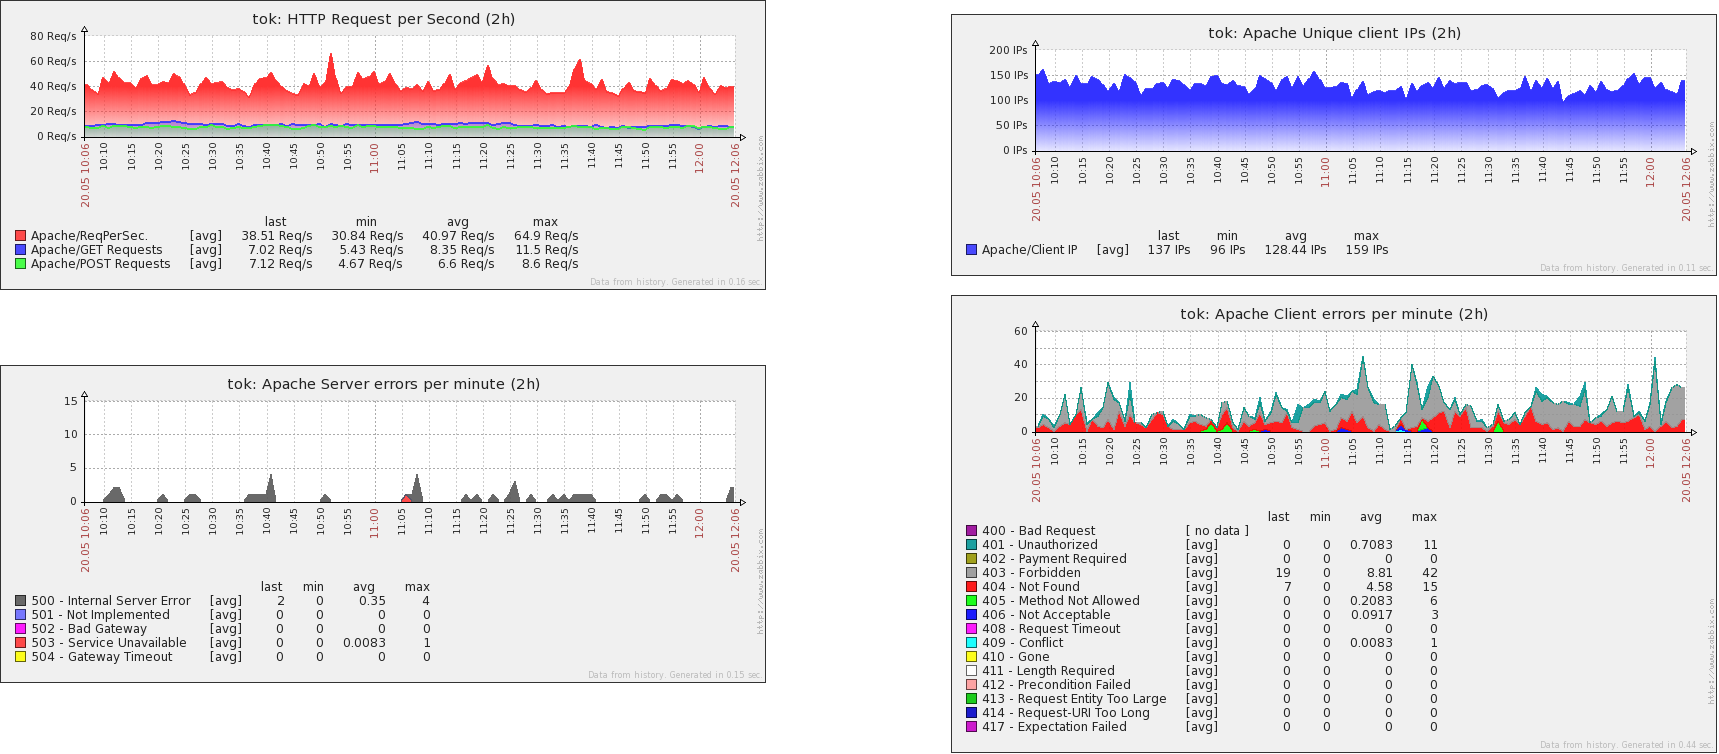 tok: HTTP Request per Second (2h)
80 Req/s
60 Req/s
40 Req/s
20 Req/s
0 Req/s
20.05 10:06 10:10 10:15 10:20 10:25 10:30 10:35 10:40 10:45 10:50 10:55 11:00 11:05 11:10 11:15 11:20 11:25 11:30 11:35 11:40 11:45 11:50 11:55 12:00 20.05 12:06
last min avg max
Apache/ReqPerSec. [avg] 38.51 Req/s 30.84 Req/s 40.97 Req/s 64.9 Req/s
Apache/GET Requests [avg] 7.02 Req/s 5.43 Req/s 8.35 Req/s 11.5 Req/s
Apache/POST Requests [avg] 7.12 Req/s 4.67 Req/s 6.6 Req/s 8.6 Req/s
http://www.zabbix.com
Data from history. Generated in 0.16 sec
tok: Apache Unique client IPs (2h)
200 IPs
150 IPs
100 IPs
50 IPs
0 IPs
20.05 10:06 10:10 10:15 10:20 10:25 10:30 10:35 10:40 10:45 10:50 10:55 11:00 11:05 11:10 11:15 11:20 11:25 11:30 11:35 11:40 11:45 11:50 11:55 12:00 20.05 12:06
last min avg max
Apache/Client IP [avg] 137 IPs 96 IPs 128.44 IPs 159 IPs
http://www.zabbix.com
Data from history. Generated in 0.11 sec
tok: Apache Server errors per minute (2h)
15
10
5
0
20.05 10:06 10:10 10:15 10:20 10:25 10:30 10:35 10:40 10:45 10:50 10:55 11:00 11:05 11:10 11:15 11:20 11:25 11:30 11:35 11:40 11:45 11:50 11:55 12:00 20.05 12:06
last min avg max
500 - Internal Server Error [avg] 2 0 0.35 4
501 - Not Implemented [avg] 0 0 0 0
502 - Bad Gateway [avg] 0 0 0 0
503 - Service Unavailable [avg] 0 0 0.0083 1
504 - Gateway Timeout [avg] 0 0 0 0
http://www.zabbix.com
Data from history. Generated in 0.15 sec
tok: Apache Client errors per minute (2h)
60
40
20
0
20.05 10:06 10:10 10:15 10:20 10:25 10:30 10:35 10:40 10:45 10:50 10:55 11:00 11:05 11:10 11:15 11:20 11:25 11:30 11:35 11:40 11:45 11:50 11:55 12:00 20.05 12:06
last min avg max
400 - Bad Request [ no data ]
401 - Unauthorized [avg] 0 0 0.7083 11
402 - Payment Required [avg] 0 0 0 0
403 - Forbidden [avg] 19 0 8.81 42
404 - Not Found [avg] 7 0 4.58 15
405 - Method Not Allowed [avg] 0 0 0.2083 6
406 - Not Acceptable [avg] 0 0 0.0917 3
408 - Request Timeout [avg] 0 0 0 0
409 - Conflict [avg] 0 0 0.0083 1
410 - Gone [avg] 0 0 0 0
411 - Length Required [avg] 0 0 0 0
412 - Precondition Failed [avg] 0 0 0 0
413 - Request Entity Too Large [avg] 0 0 0 0
414 - Request-URI Too Long [avg] 0 0 0 0
417 - Expectation Failed [avg] 0 0 0 0
http://www.zabbix.com
Data from history. Generated in 0.44 sec